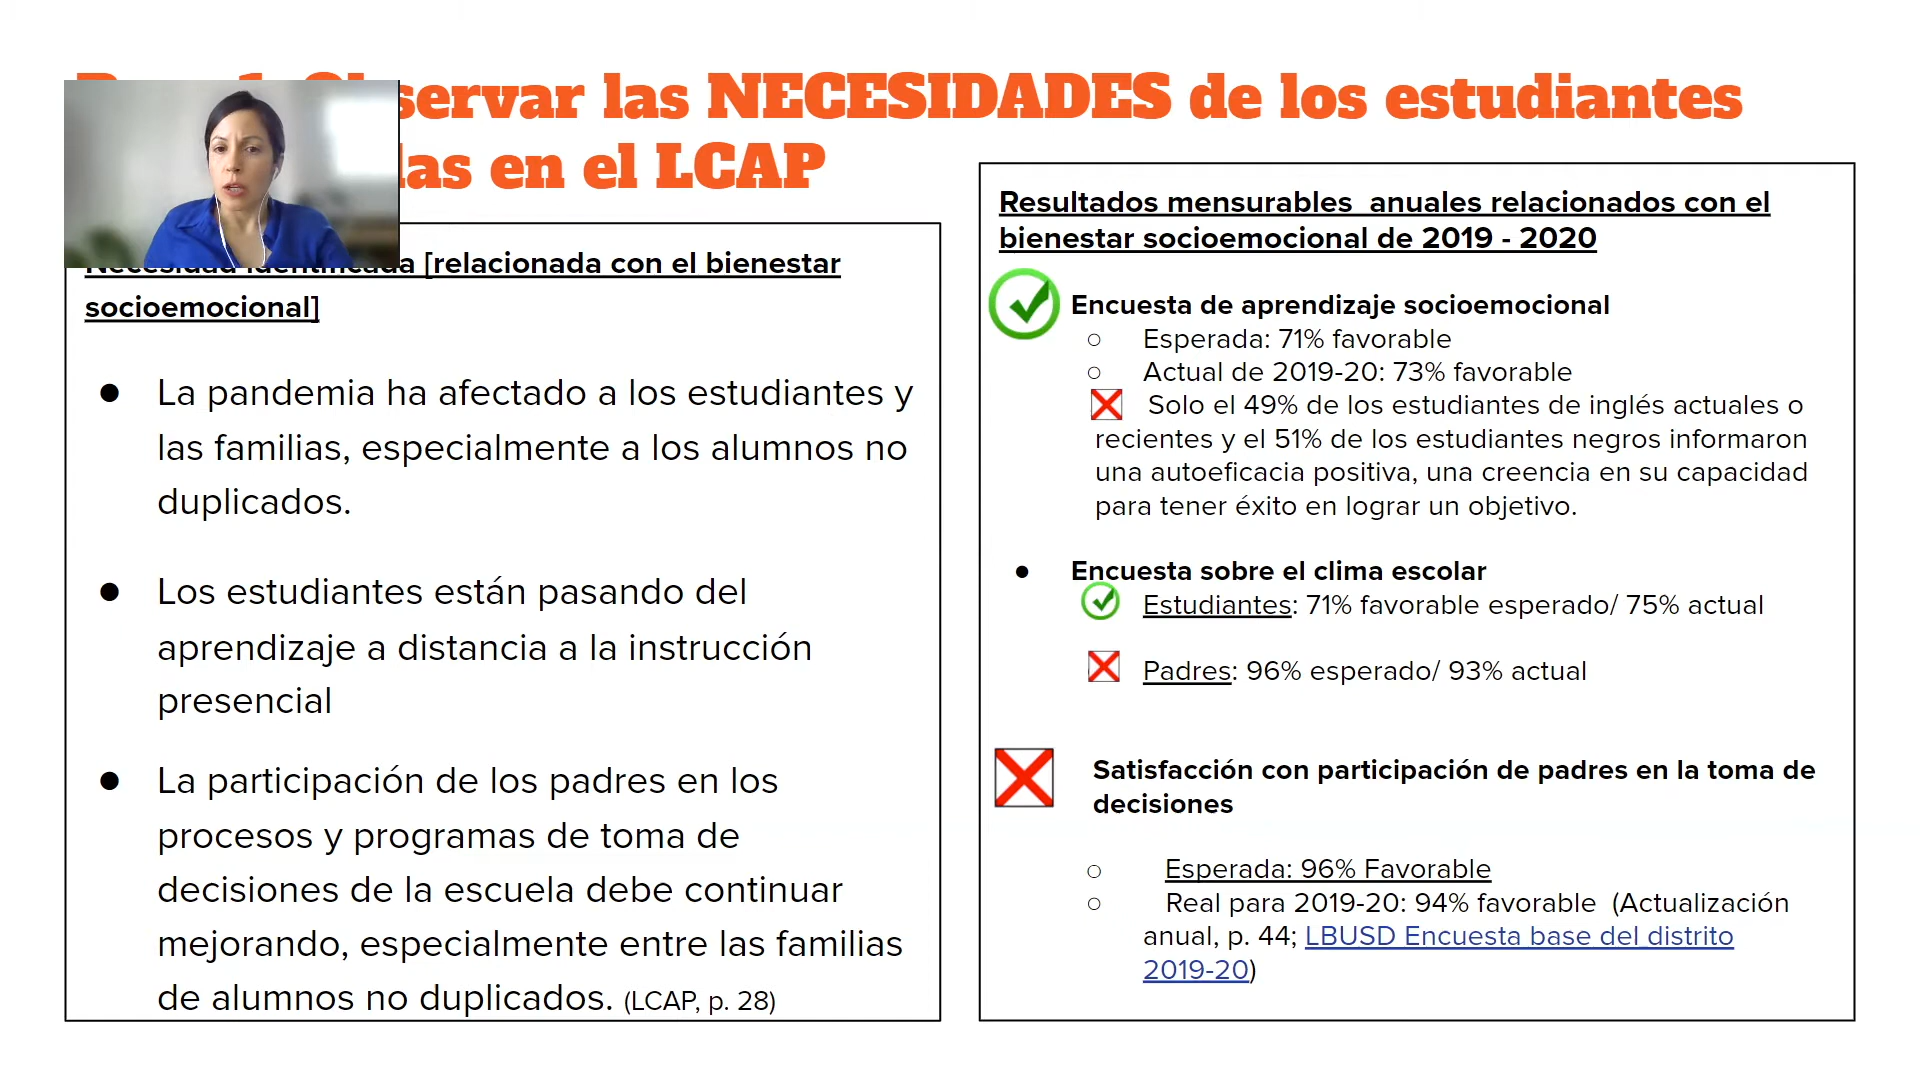 servar las NECESIDADES de los estudiantes
las en el LCAP
[relacionada con el bienestar
socioemocional]
● La pandemia ha afectado a los estudiantes y
las familias, especialmente a los alumnos no
duplicados.
● Los estudiantes están pasando del
aprendizaje a distancia a la instrucción
presencial
● La participación de los padres en los
procesos y programas de toma de
decisiones de la escuela debe continuar
mejorando, especialmente entre las familias
de alumnos no duplicados. (LCAP, p. 28)
Resultados mensurables anuales relacionados con el
bienestar socioemocional de 2019 - 2020
Encuesta de aprendizaje socioemocional
○ Esperada: 71% favorable
○ Actual de 2019-20: 73% favorable
Solo el 49% de los estudiantes de inglés actuales o
recientes y el 51% de los estudiantes negros informaron
una autoeficacia positiva, una creencia en su capacidad
para tener éxito en lograr un objetivo.
● Encuesta sobre el clima escolar
Estudiantes: 71% favorable esperado/ 75% actual
Padres: 96% esperado/ 93% actual
Satisfacción con participación de padres en la toma de
decisiones
○ Esperada: 96% Favorable
○ Real para 2019-20: 94% favorable (Actualización
anual, p. 44; LBUSD Encuesta base del distrito
2019-20)